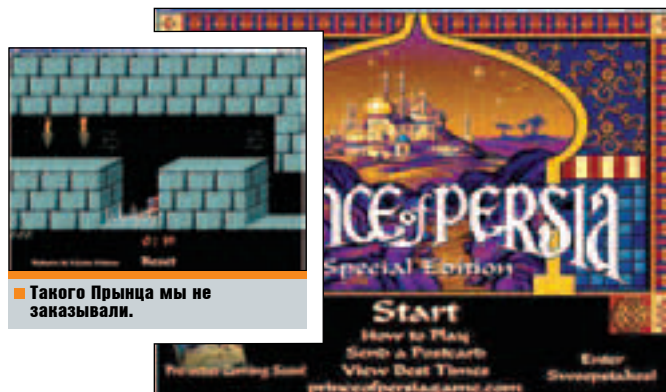 Такого Прынца мы не
заказывали.
Reset
NCE of PERSIA
Special Edition
Start
How to Play
Send a Postcard
View Best Times
princeofpersiagame.com
Enter
Sweepstakes!